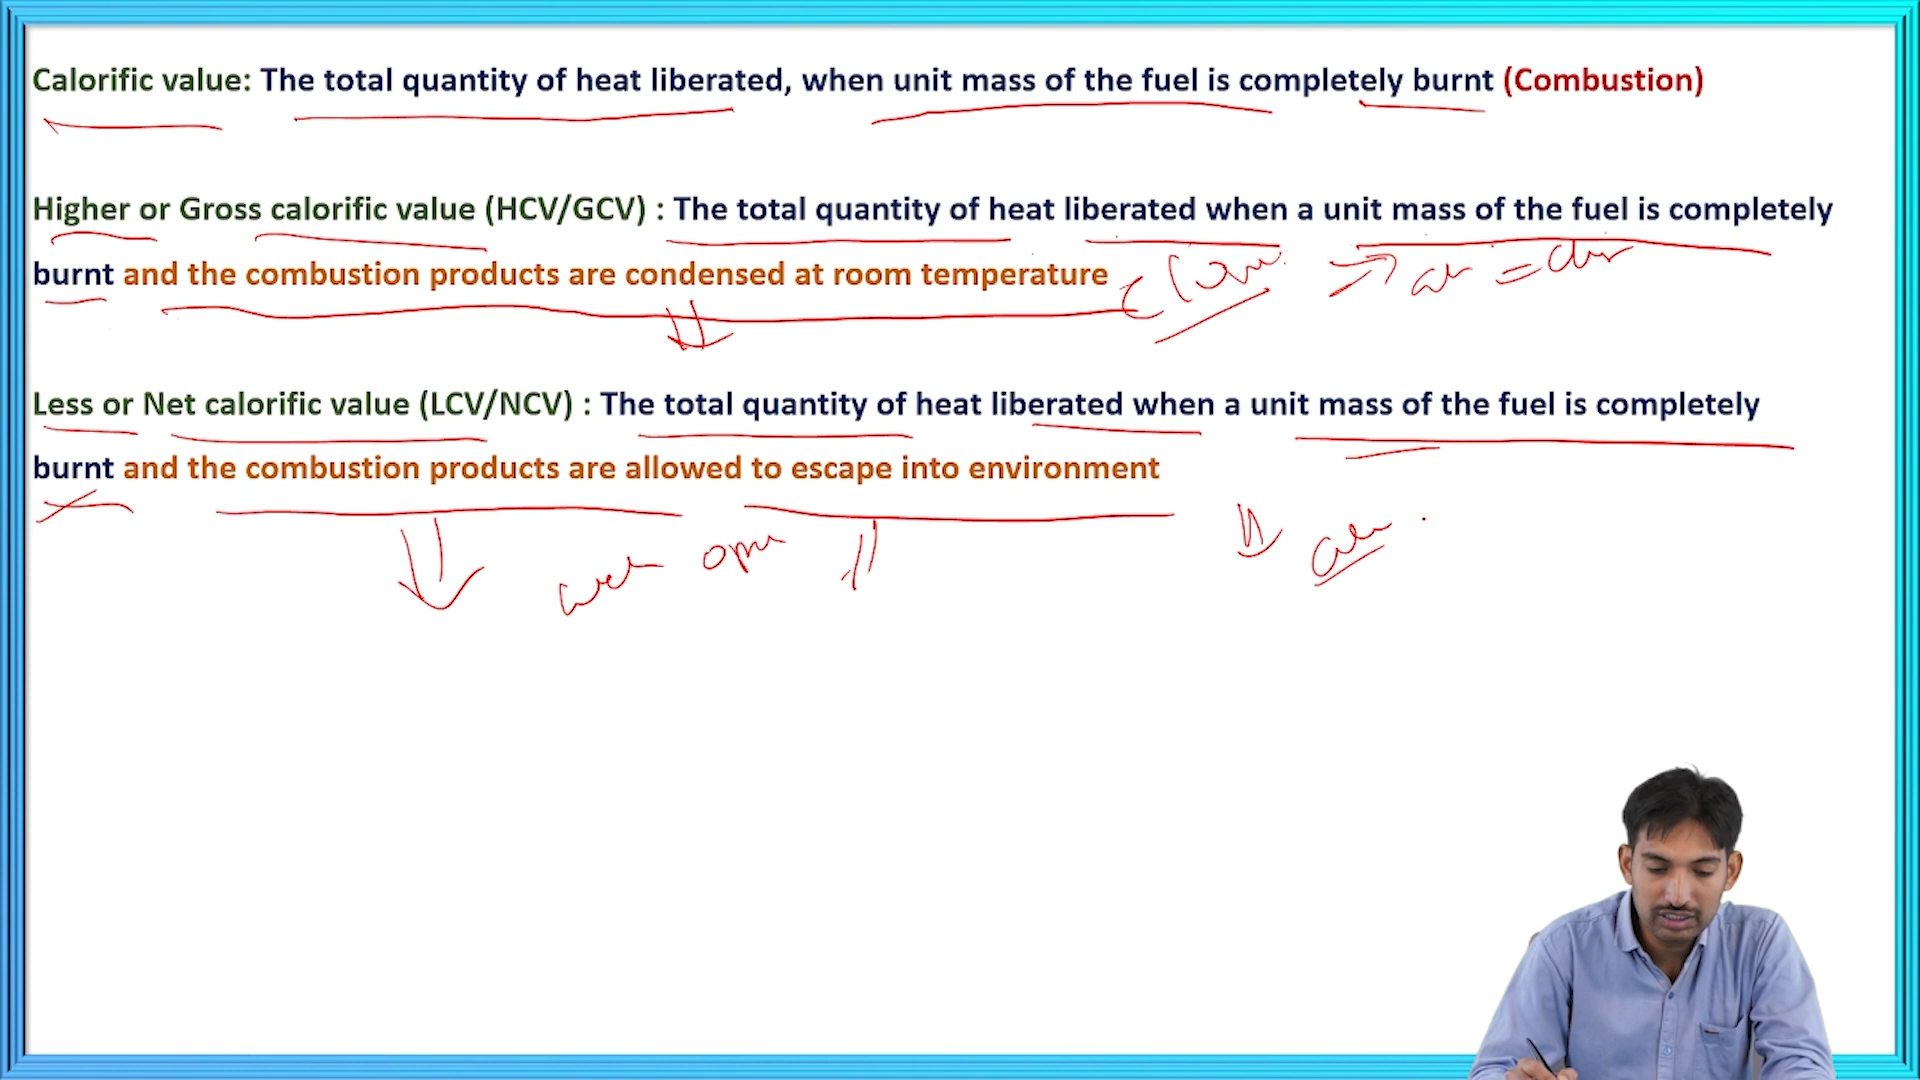 Calorific value: The total quantity of heat liberated, when unit mass of the fuel is completely burnt (Combustion)
Higher or Gross calorific value (HCV/GCV) : The total quantity of heat liberated when a unit mass of the fuel is completely
burnt and the combustion products are condensed at room temperature
Less or Net calorific value (LCV/NCV) : The total quantity of heat liberated when a unit mass of the fuel is completely
burnt and the combustion products are allowed to escape into environment